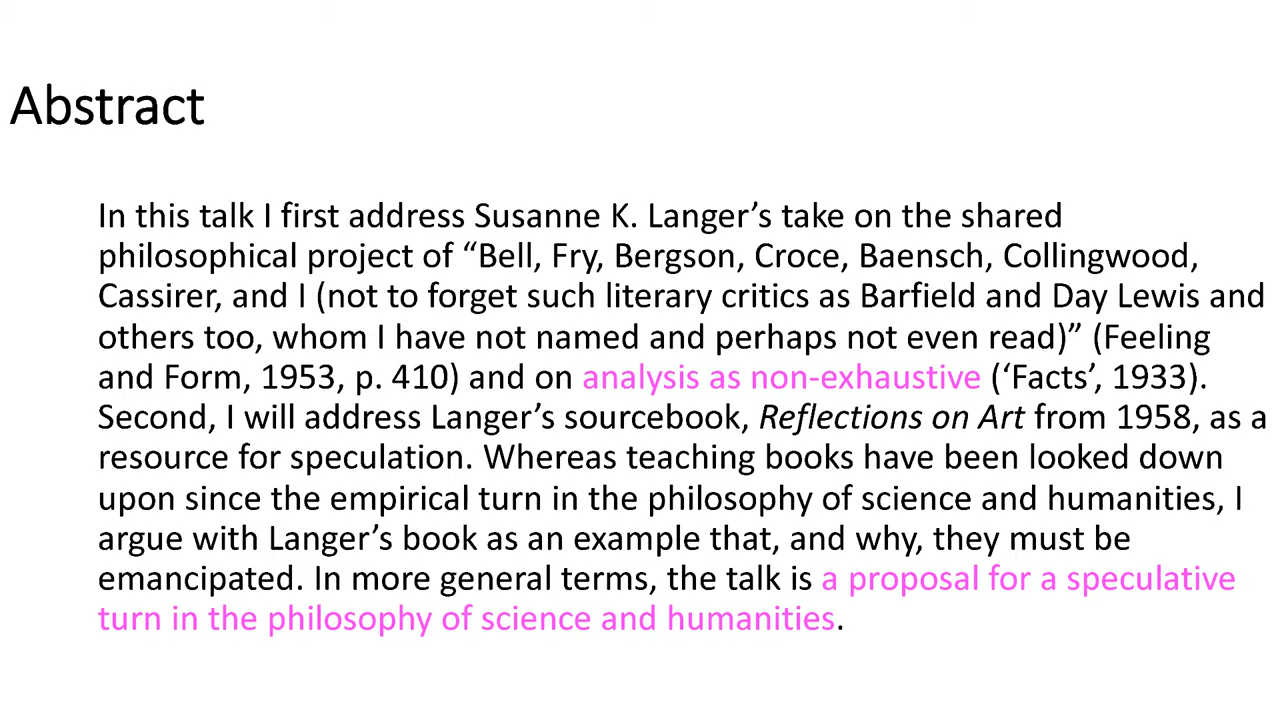 Abstract
In this talk I first address Susanne K. Langer’s take on the shared
philosophical project of “Bell, Fry, Bergson, Croce, Baensch, Collingwood,
Cassirer, and I (not to forget such literary critics as Barfield and Day Lewis and
others too, whom I have not named and perhaps not even read)” (Feeling
and Form, 1953, p. 410) and on analysis as non-exhaustive (‘Facts’, 1933).
Second, I will address Langer’s sourcebook, Reflections on Art from 1958, as a
resource for speculation. Whereas teaching books have been looked down
upon since the empirical turn in the philosophy of science and humanities, I
argue with Langer’s book as an example that, and why, they must be
emancipated. In more general terms, the talk is a proposal for a speculative
turn in the philosophy of science and humanities.